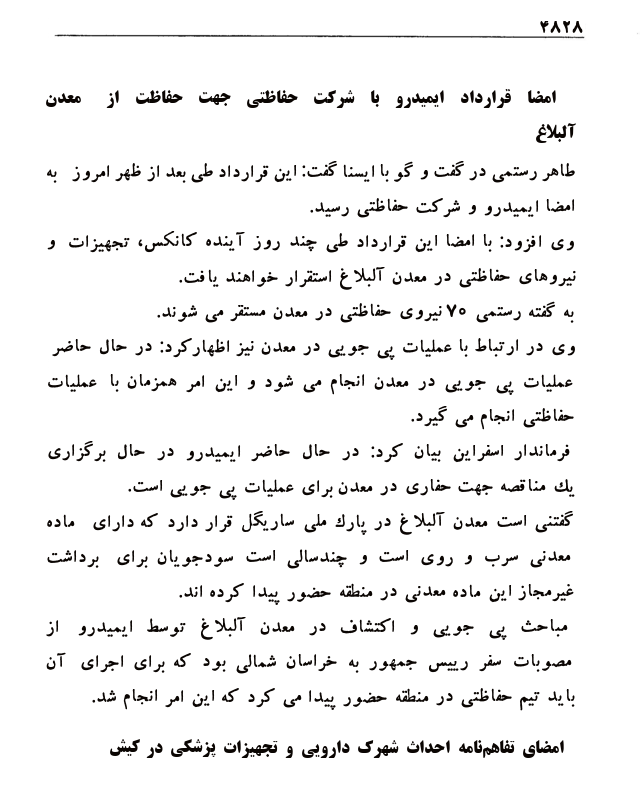 ۴۸۲۸
امضا قرارداد ایمیدرو با شرکت حفاظتی جهت حفاظت از معدن
آلبلاغ
طاهر رستمی در گفت و گو با ایسنا گفت: این قرارداد طی بعد از ظهر امروز به
امضا ایمیدرو و شرکت حفاظتی رسید.
وی افزود: با امضا این قرارداد طی چند روز آینده کانکس، تجهیزات و
نیروهای حفاظتی در معدن آلبلاغ استقرار خواهند یافت.
به گفته رستمی ۷۰ نیروی حفاظتی در معدن مستقر می شوند.
وی در ارتباط با عملیات پی جویی در معدن نیز اظهارکرد: در حال حاضر
عملیات پی جویی در معدن انجام می شود و این امر همزمان با عملیات
حفاظتی انجام می گیرد.
فرماندار اسفراین بیان کرد: در حال حاضر ایمیدرو در حال برگزاری
یك مناقصه جهت حفاری در معدن برای عملیات پی جویی است.
گفتنی است معدن آلبلاغ در پارك ملی ساریگل قرار دارد که دارای ماده
معدنی سرب و روی است و چندسالی است سودجویان برای برداشت
غیرمجاز این ماده معدنی در منطقه حضور پیدا کرده اند.
مباحث پی جویی و اکتشاف در معدن آلبلاغ توسط ایمیدرو از
مصوبات سفر رییس جمهور به خراسان شمالی بود که برای اجرای آن
باید تیم حفاظتی در منطقه حضور پیدا می کرد که این امر انجام شد.
امضای تفاهم‌نامه احداث شهرک دارویی و تجهیزات پزشکی در کیش